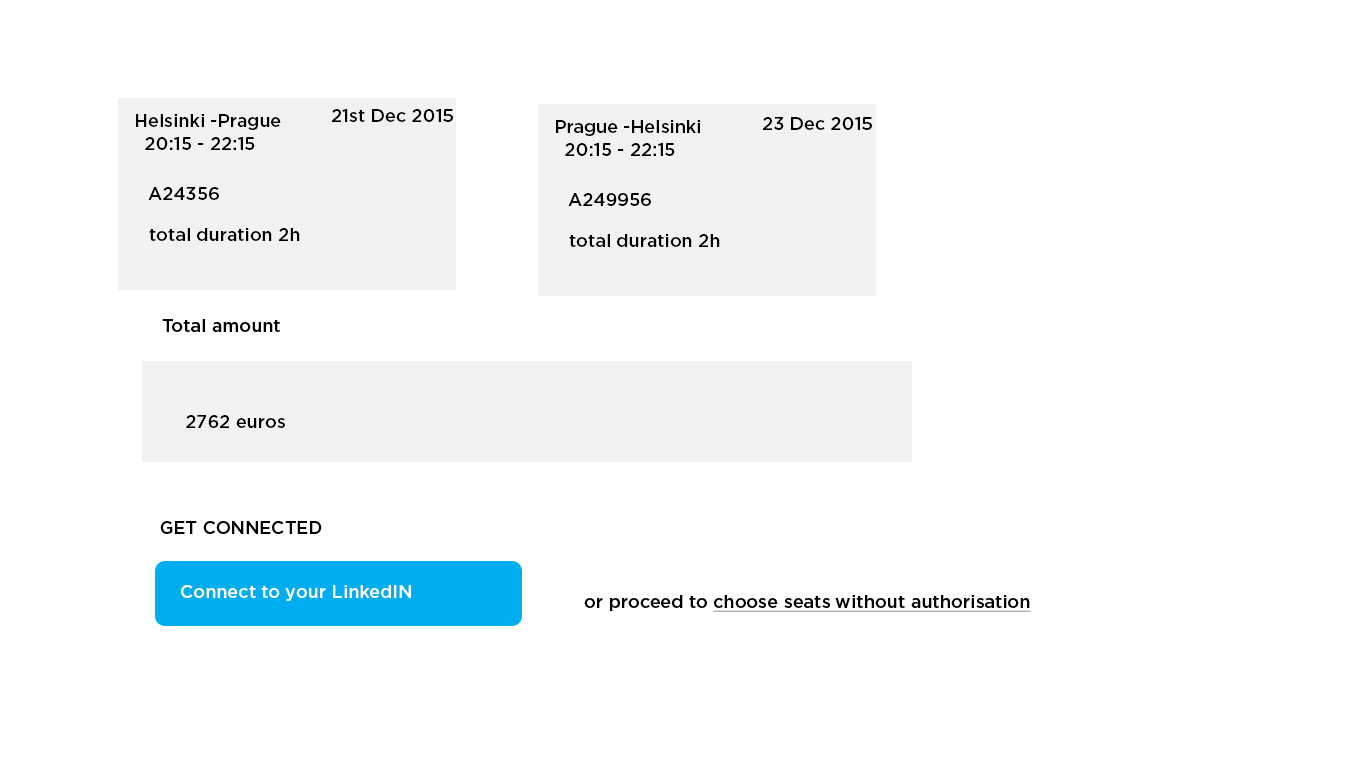 Helsinki -Prague
21st Dec 2015
20:15 - 22:15
A24356
total duration 2h
Prague -Helsinki
23 Dec 2015
20:15 - 22:15
A249956
total duration 2h
Total amount
2762 euros
GET CONNECTED
Connect to your LinkedIN
or proceed to choose seats without authorisation